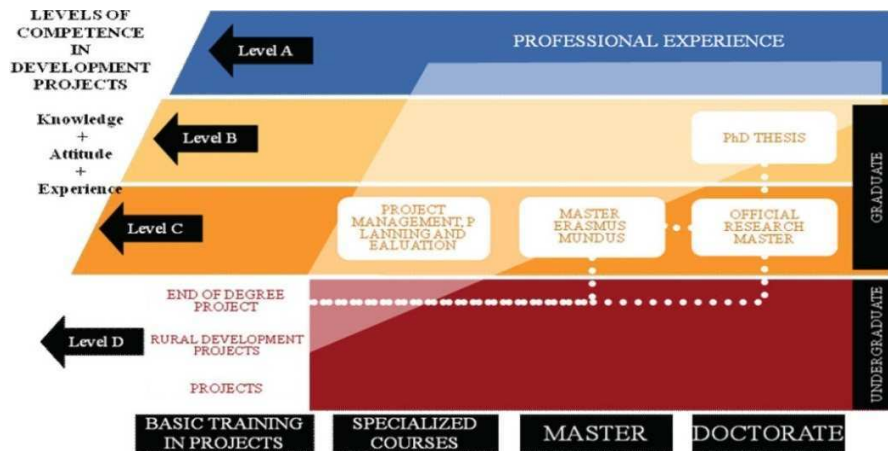 LEVELS OF
COMPETENCE
IN
DEVELOPMENT
PROJECTS
Knowledge
+
Attitude
+
Experience
Level A
PROFESSIONAL EXPERIENCE
Level B
PhD THESIS
Level C
PROJECT
MANAGEMENT, P
LANNING AND
EALUATION
MASTER
ERASMUS
MUNDUS
OFFICIAL
RESEARCH
MASTER
GRADUATE
END OF DEGREE
PROJECT
Level D
RURAL DEVELOPMENT
PROJECTS
PROJECTS
UNDERGRADUATE
BASIC TRAINING
IN PROJECTS
SPECIALIZED
COURSES
MASTER
DOCTORATE